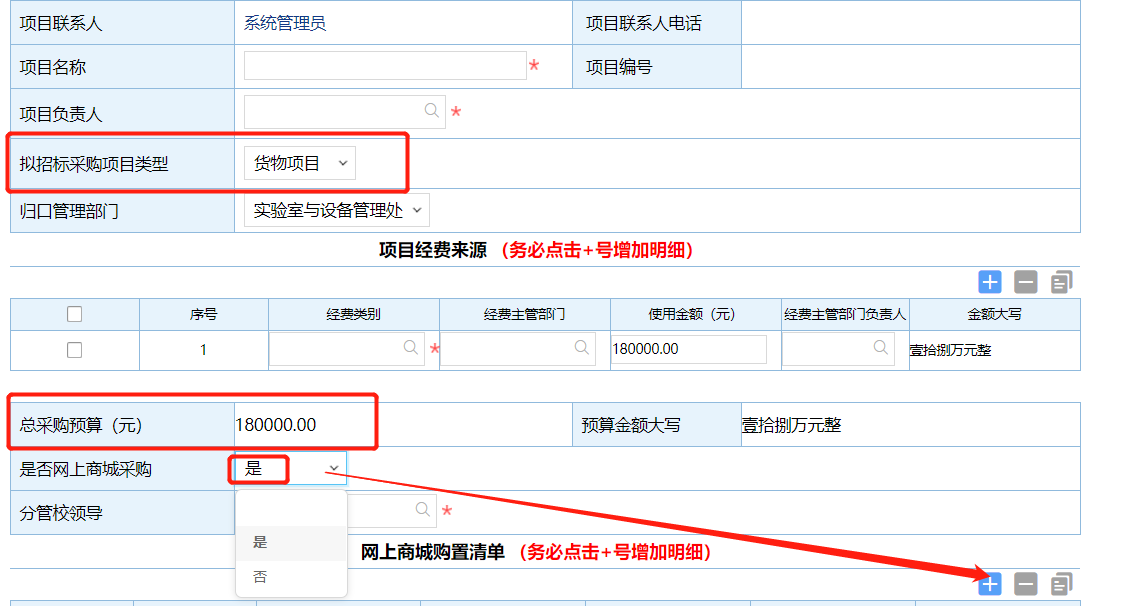 项目联系人 系统管理员 项目联系人电话
项目名称 * 项目编号
项目负责人 *
拟招标采购项目类型 货物项目
归口管理部门 实验室与设备管理处
项目经费来源 （务必点击+号增加明细）
序号 经费类别 经费主管部门 使用金额（元） 经费主管部门负责人 金额大写
1 * 180000.00 壹拾捌万元整
总采购预算（元） 180000.00 预算金额大写 壹拾捌万元整
是否网上商城采购 是
分管校领导 *
是
否
网上商城购置清单 （务必点击+号增加明细）